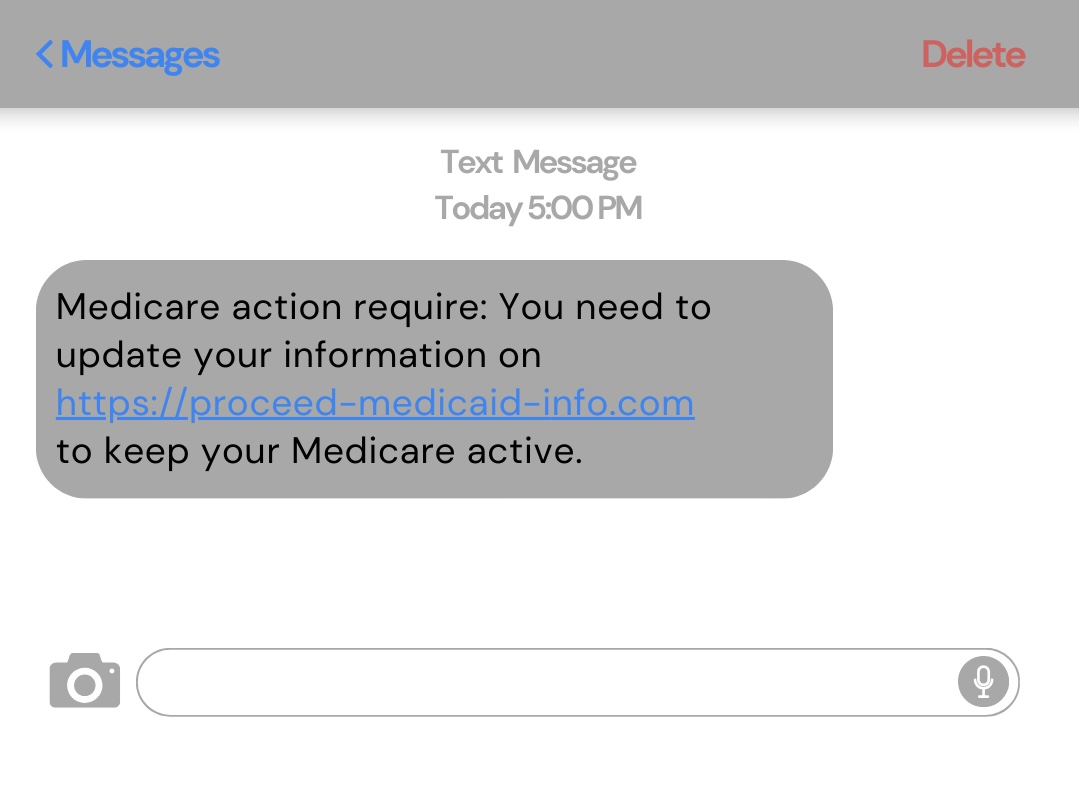 Messages
Delete
Text Message
Today 5:00 PM
Medicare action require: You need to
update your information on
https://proceed-medicaid-info.com
to keep your Medicare active.